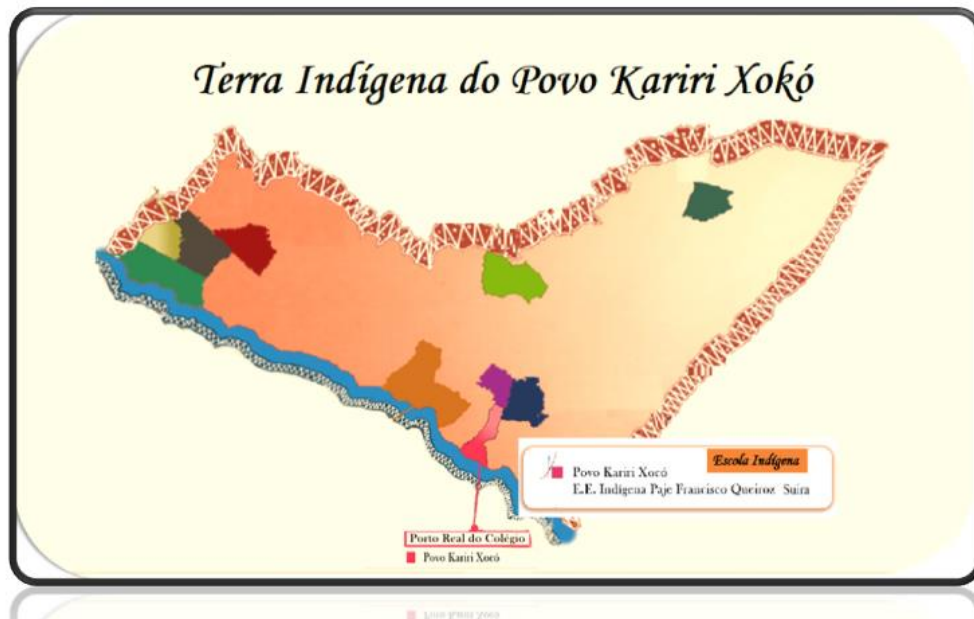 Terra Indígena do Povo Kariri Xokó
Escola Indígena
Povo Kariri Xocó
E.E. Indígena Paje Francisco Queiroz Suíra
Porto Real do Colégio
Povo Kariri Xocó